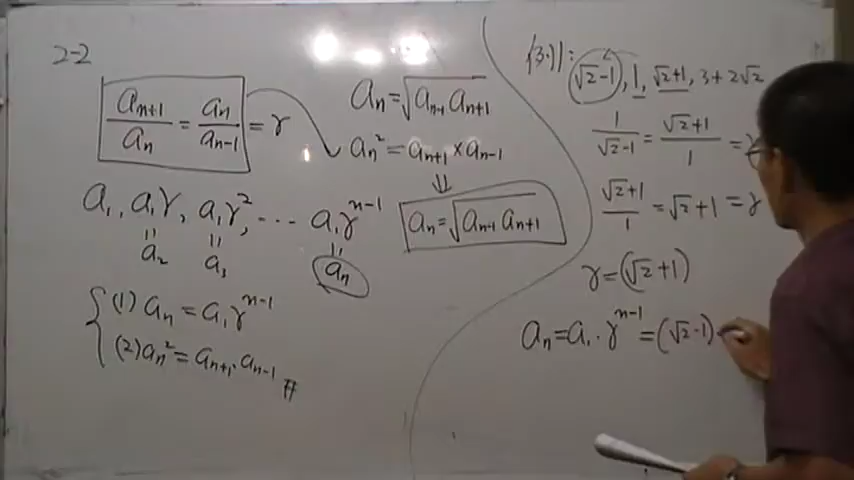 2-2
a_{n+1}/a_n = a_n/a_{n-1} = r
a_1, a_1r, a_1r^2, ... a_1r^{n-1}
= a_2 = a_3 = a_n
{(1) a_n = a_1 r^{n-1}
(2) a_n^2 = a_{n+1}·a_{n-1} #
a_n = √(a_{n-1} a_{n+1})
a_n^2 = a_{n+1} × a_{n-1}
⇓
a_n = √(a_{n-1} a_{n+1})
√2-1, 1, √2+1, 3+2√2
1/(√2-1) = (√2+1)/1 = r
(√2+1)/1 = √2+1 = r
r = (√2+1)
a_n = a_1 · r^{n-1} = (√2-1)